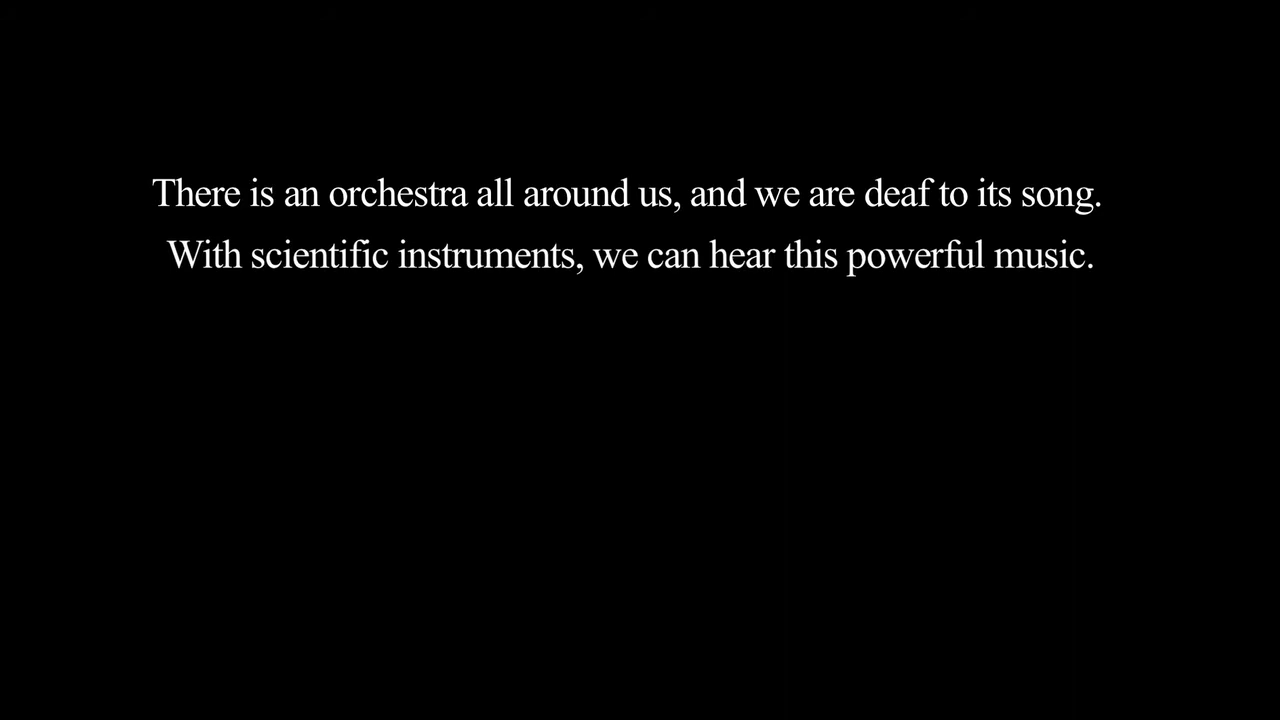 There is an orchestra all around us, and we are deaf to its song.
With scientific instruments, we can hear this powerful music.